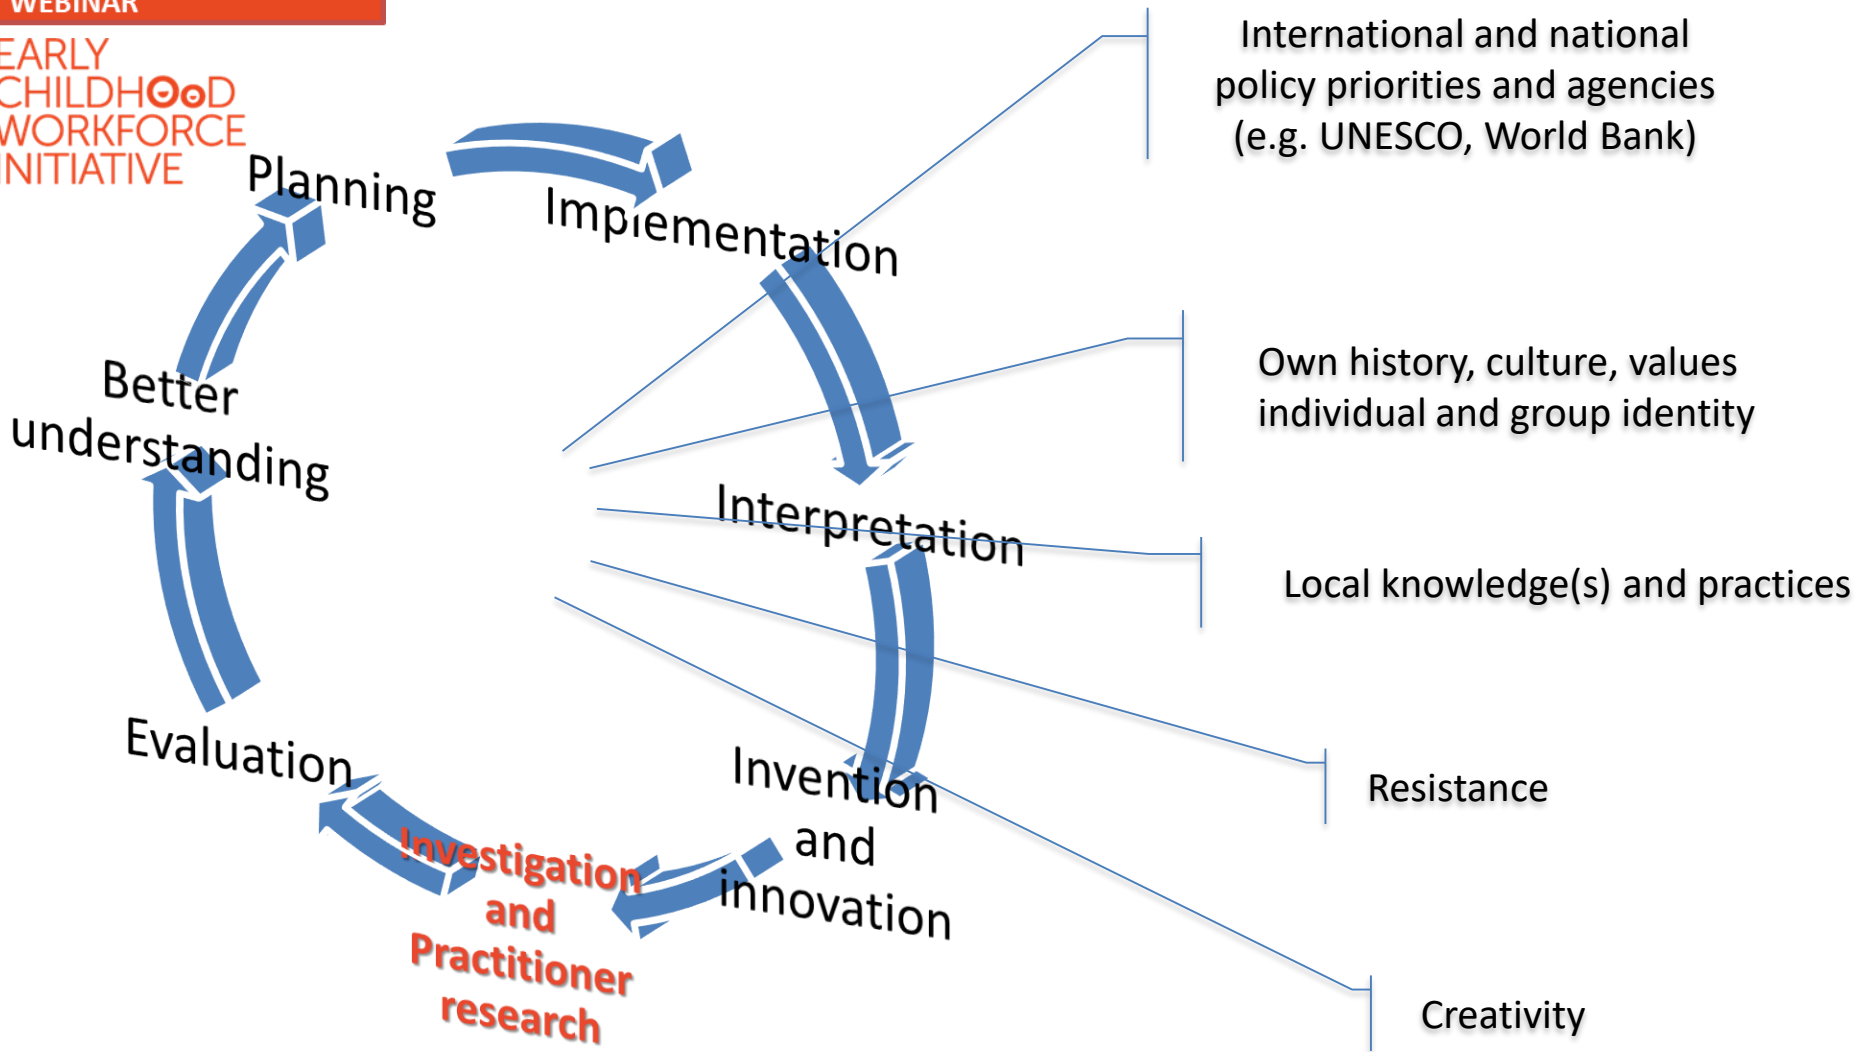 WEBINAR
EARLY
CHILDHOOD
WORKFORCE
INITIATIVE
Planning
Implementation
Better
understanding
Interpretation
Evaluation
Invention
and
innovation
Investigation
and
Practitioner
research
International and national
policy priorities and agencies
(e.g. UNESCO, World Bank)
Own history, culture, values
individual and group identity
Local knowledge(s) and practices
Resistance
Creativity